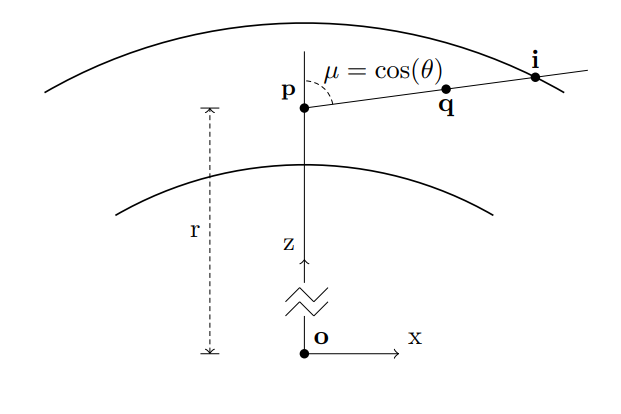 i
μ = cos(θ)
p
q
r
z
o
x